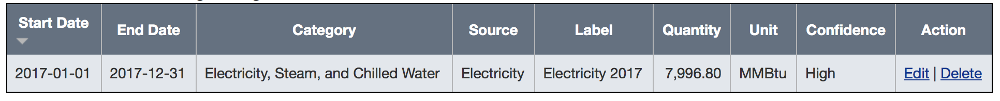 Start Date End Date Category Source Label Quantity Unit Confidence Action
2017-01-01 2017-12-31 Electricity, Steam, and Chilled Water Electricity Electricity 2017 7,996.80 MMBtu High Edit | Delete